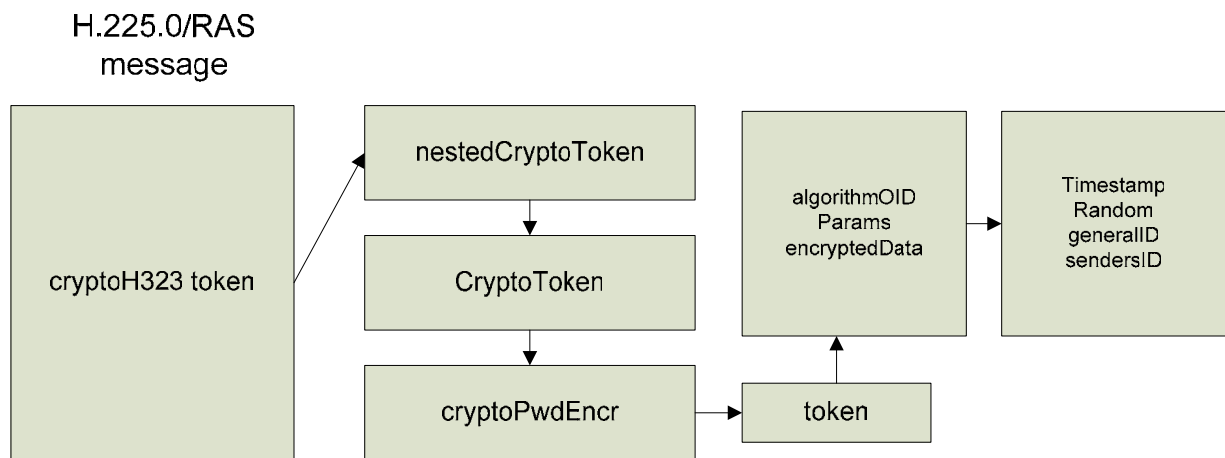 H.225.0/RAS
message
cryptoH323 token
nestedCryptoToken
CryptoToken
cryptoPwdEncr
token
algorithmOID
Params
encryptedData
Timestamp
Random
generalID
sendersID